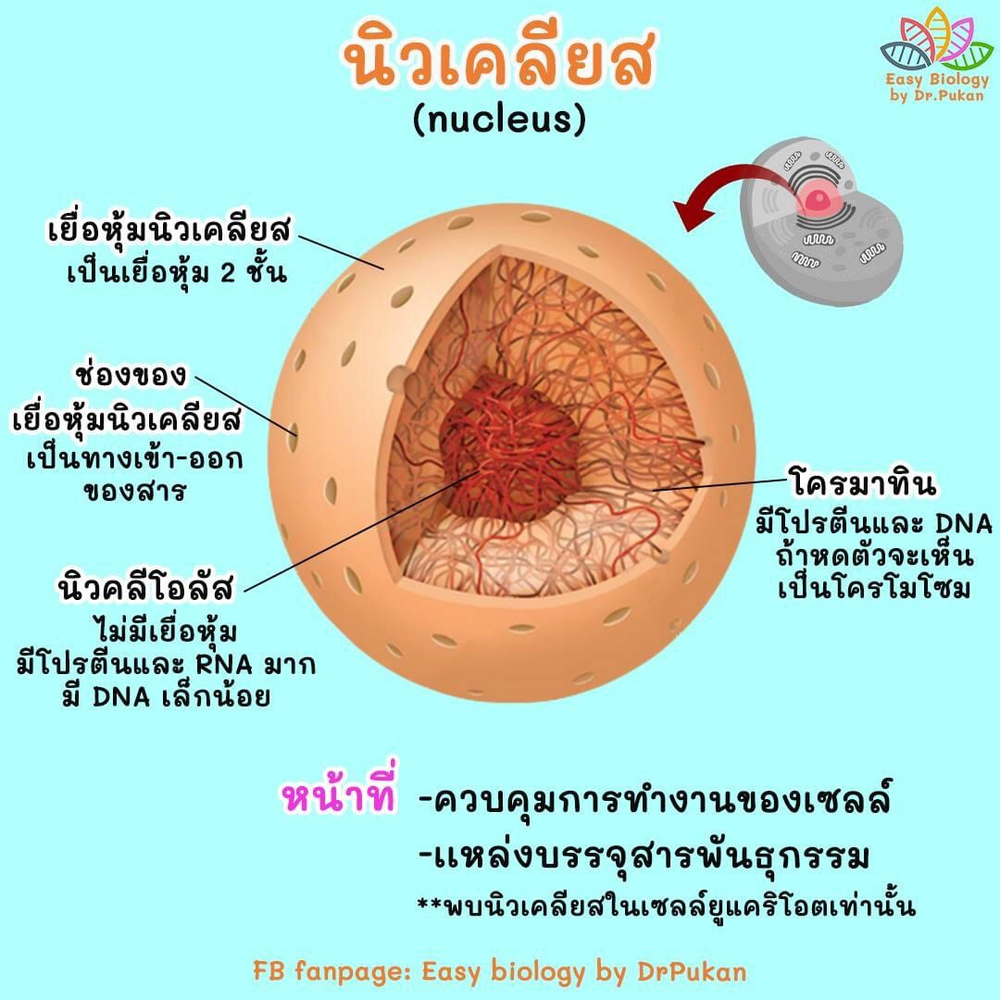 นิวเคลียส
(nucleus)
Easy Biology
by Dr.Pukan
เยื่อหุ้มนิวเคลียส
เป็นเยื่อหุ้ม 2 ชั้น
ช่องของ
เยื่อหุ้มนิวเคลียส
เป็นทางเข้า-ออก
ของสาร
นิวคลีโอลัส
ไม่มีเยื่อหุ้ม
มีโปรตีนและ RNA มาก
มี DNA เล็กน้อย
โครมาทิน
มีโปรตีนและ DNA
ถ้าหดตัวจะเห็น
เป็นโครโมโซม
หน้าที่ -ควบคุมการทำงานของเซลล์
-แหล่งบรรจุสารพันธุกรรม
**พบนิวเคลียสในเซลล์ยูแคริโอตเท่านั้น
FB fanpage: Easy biology by DrPukan